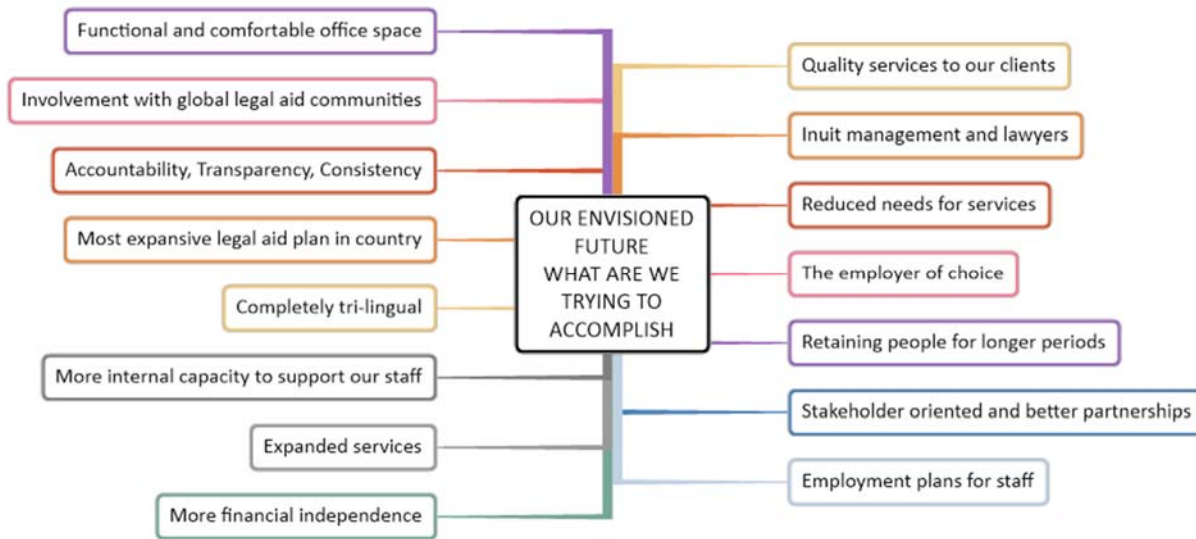 Functional and comfortable office space
Involvement with global legal aid communities
Accountability, Transparency, Consistency
Most expansive legal aid plan in country
Completely tri-lingual
More internal capacity to support our staff
Expanded services
More financial independence
OUR ENVISIONED
FUTURE
WHAT ARE WE
TRYING TO
ACCOMPLISH
Quality services to our clients
Inuit management and lawyers
Reduced needs for services
The employer of choice
Retaining people for longer periods
Stakeholder oriented and better partnerships
Employment plans for staff